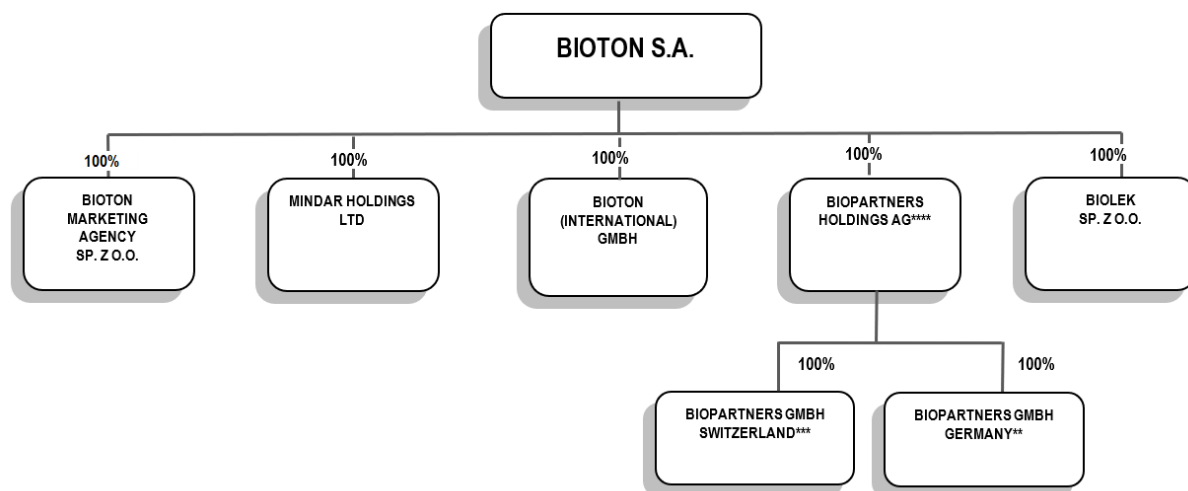 BIOTON S.A.
100%
100%
100%
100%
100%
BIOTON
MARKETING
AGENCY
SP. Z O.O.
MINDAR HOLDINGS
LTD
BIOTON
(INTERNATIONAL)
GMBH
BIOPARTNERS
HOLDINGS AG****
BIOLEK
SP. Z O.O.
100%
100%
BIOPARTNERS GMBH
SWITZERLAND***
BIOPARTNERS GMBH
GERMANY**